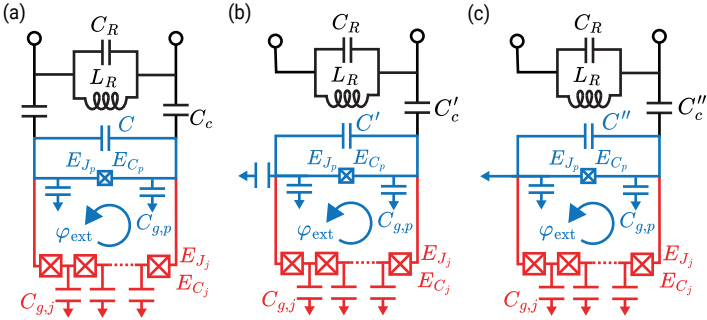 (a)
C_R
L_R
C_c
C
E_{J_p} E_{C_p}
C_{g,p}
φ_ext
E_{J_j}
E_{C_j}
C_{g,j}
(b)
C_R
L_R
C_c'
C'
E_{J_p} E_{C_p}
C_{g,p}
φ_ext
E_{J_j}
E_{C_j}
C_{g,j}
(c)
C_R
L_R
C_c''
C''
E_{J_p} E_{C_p}
C_{g,p}
φ_ext
E_{J_j}
E_{C_j}
C_{g,j}